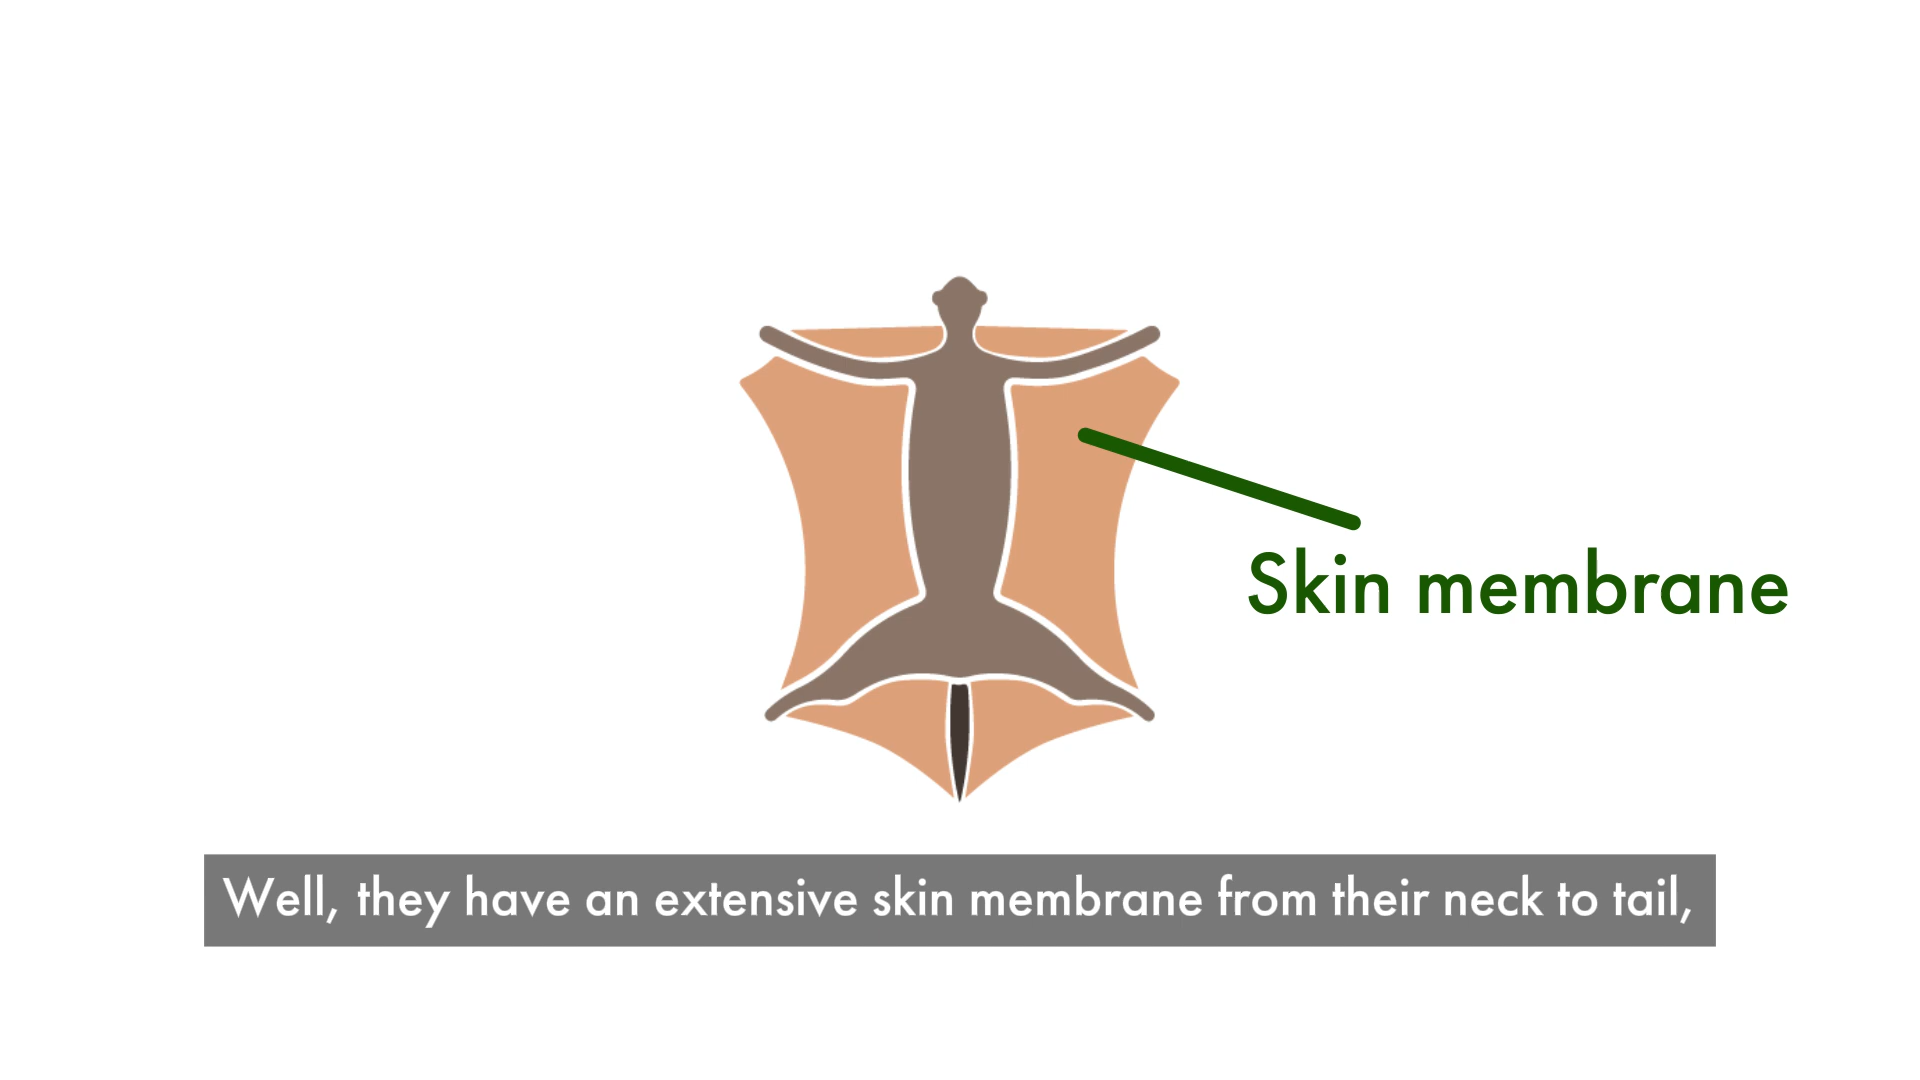 Skin membrane
Well, they have an extensive skin membrane from their neck to tail,